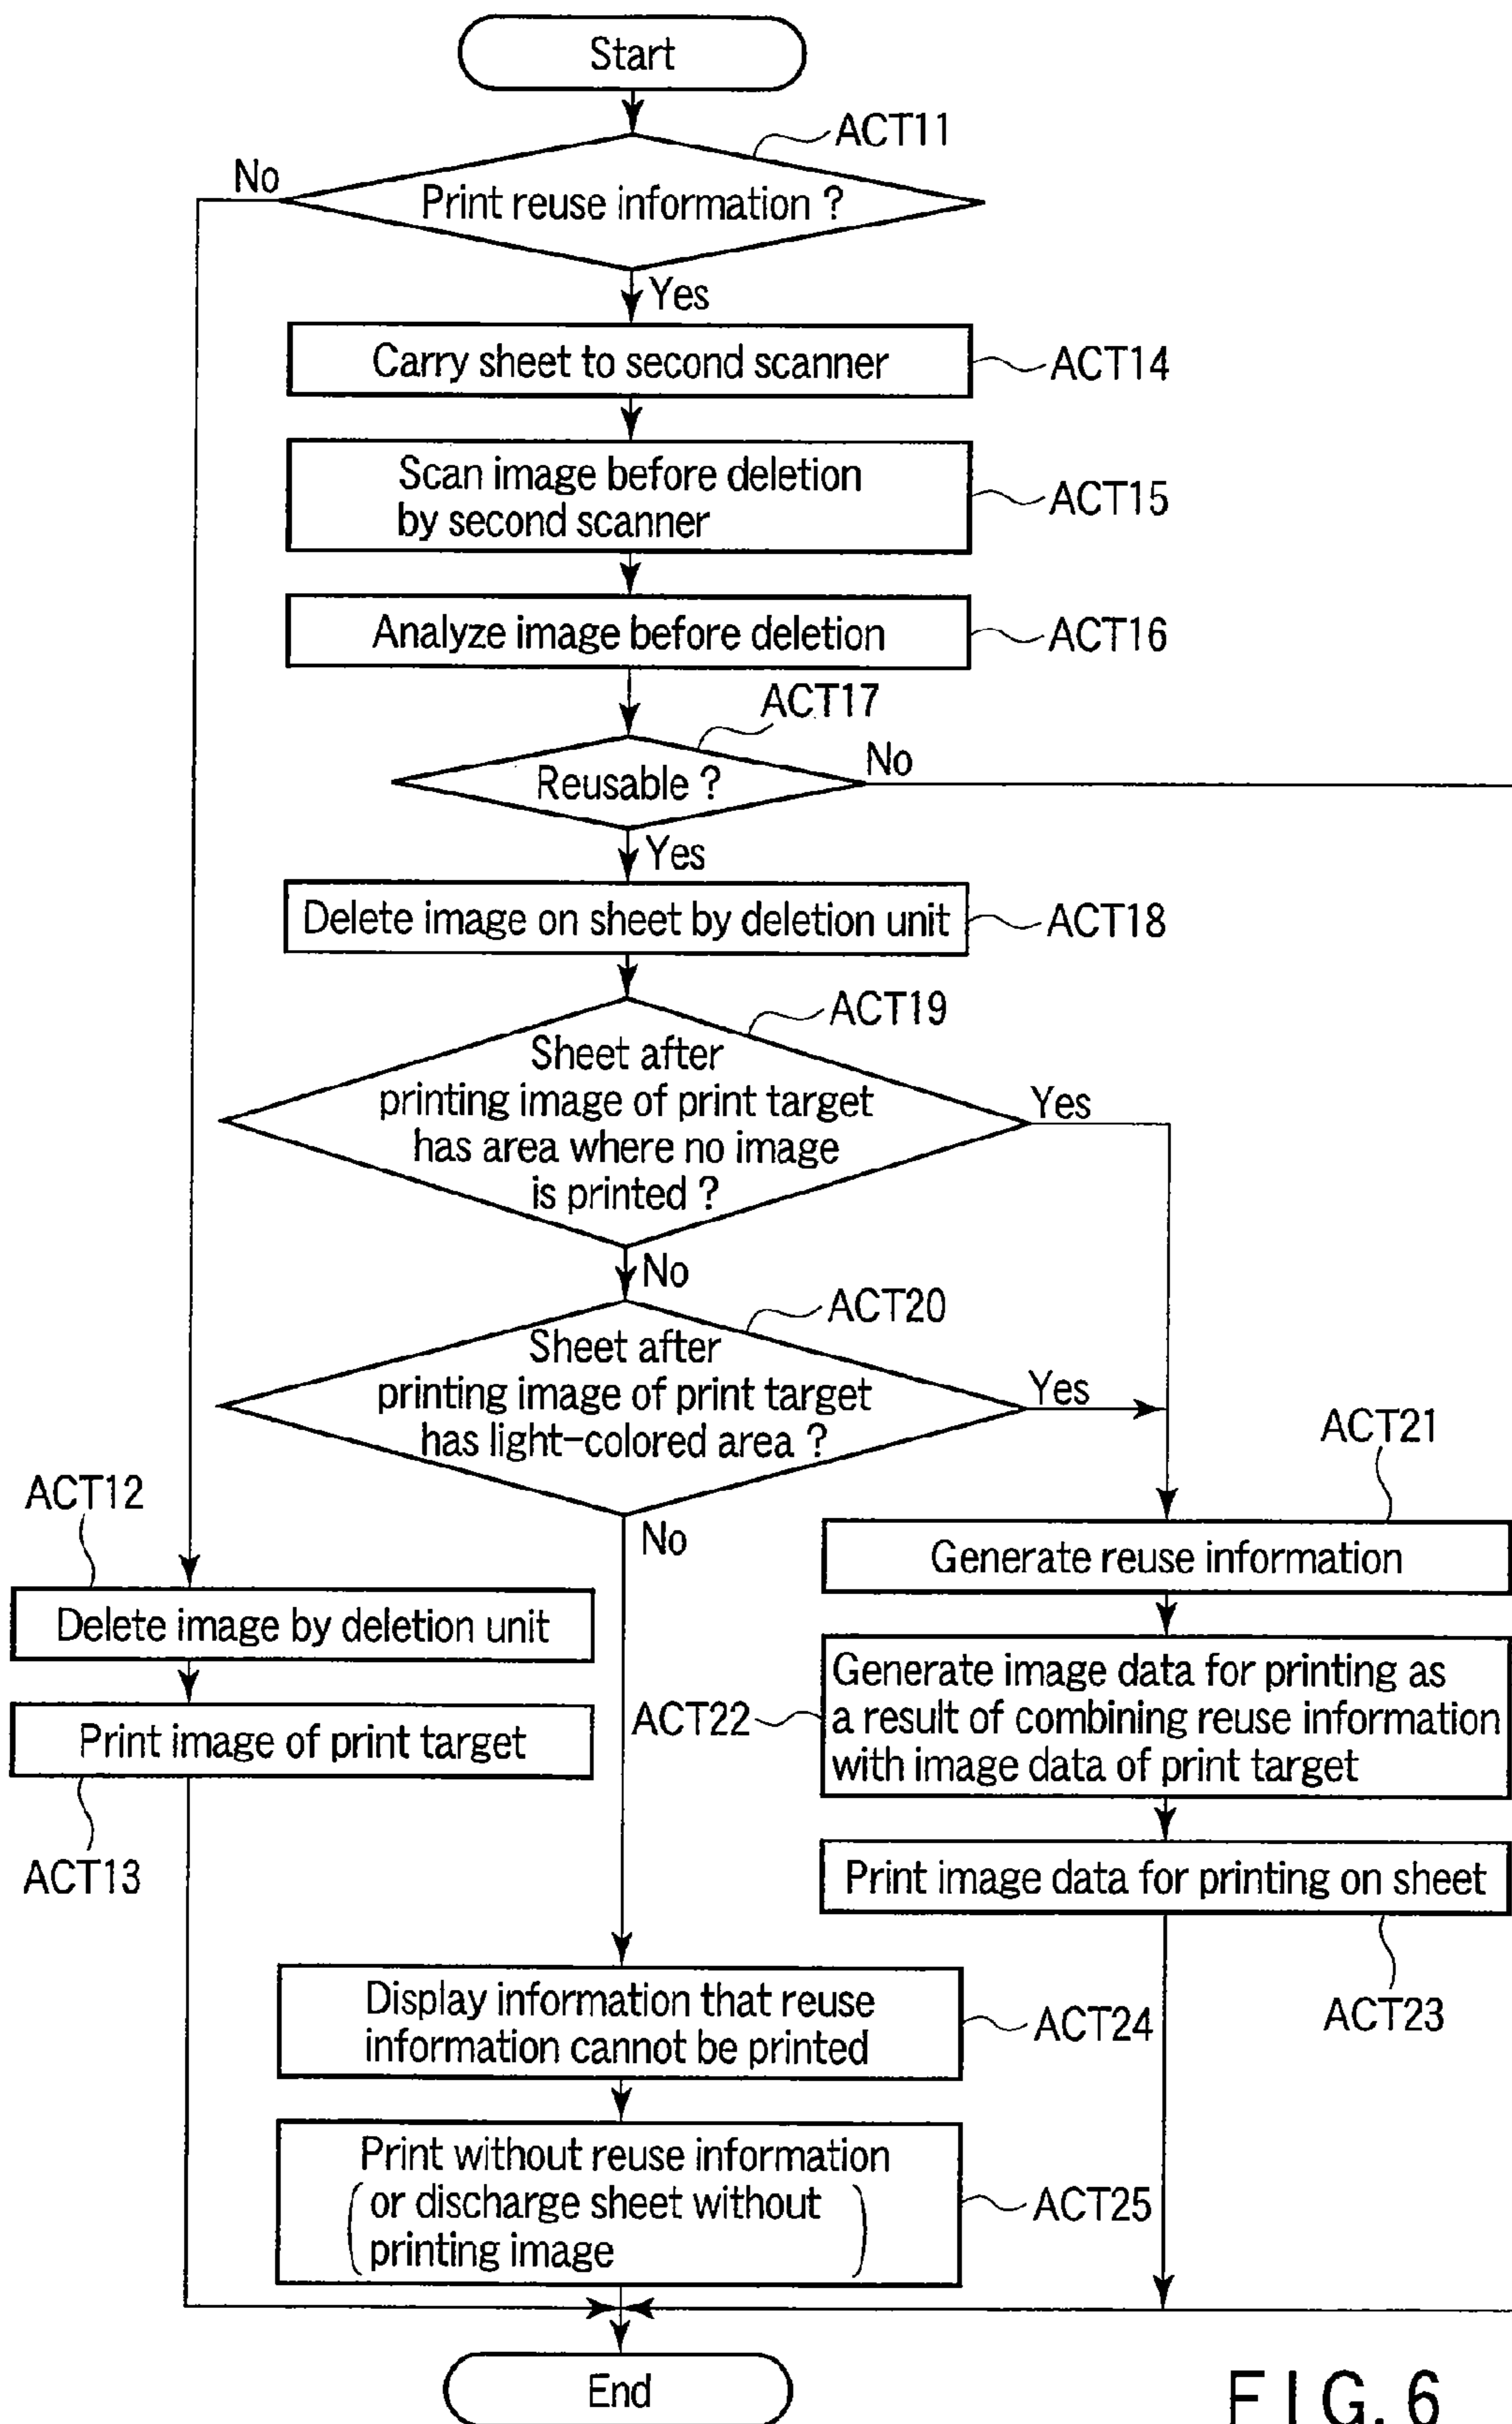 Start
ACT11
No
Print reuse information ?
Yes
Carry sheet to second scanner
ACT14
Scan image before deletion
by second scanner
ACT15
Analyze image before deletion
ACT16
ACT17
Reusable ?
No
Yes
Delete image on sheet by deletion unit
ACT18
ACT19
Sheet after
printing image of print target
has area where no image
is printed ?
Yes
No
ACT20
Sheet after
printing image of print target
has light-colored area ?
Yes
No
ACT12
Delete image by deletion unit
Print image of print target
ACT13
ACT21
Generate reuse information
ACT22
Generate image data for printing as
a result of combining reuse information
with image data of print target
Print image data for printing on sheet
ACT23
Display information that reuse
information cannot be printed
ACT24
Print without reuse information
(or discharge sheet without
printing image)
ACT25
End
FIG. 6